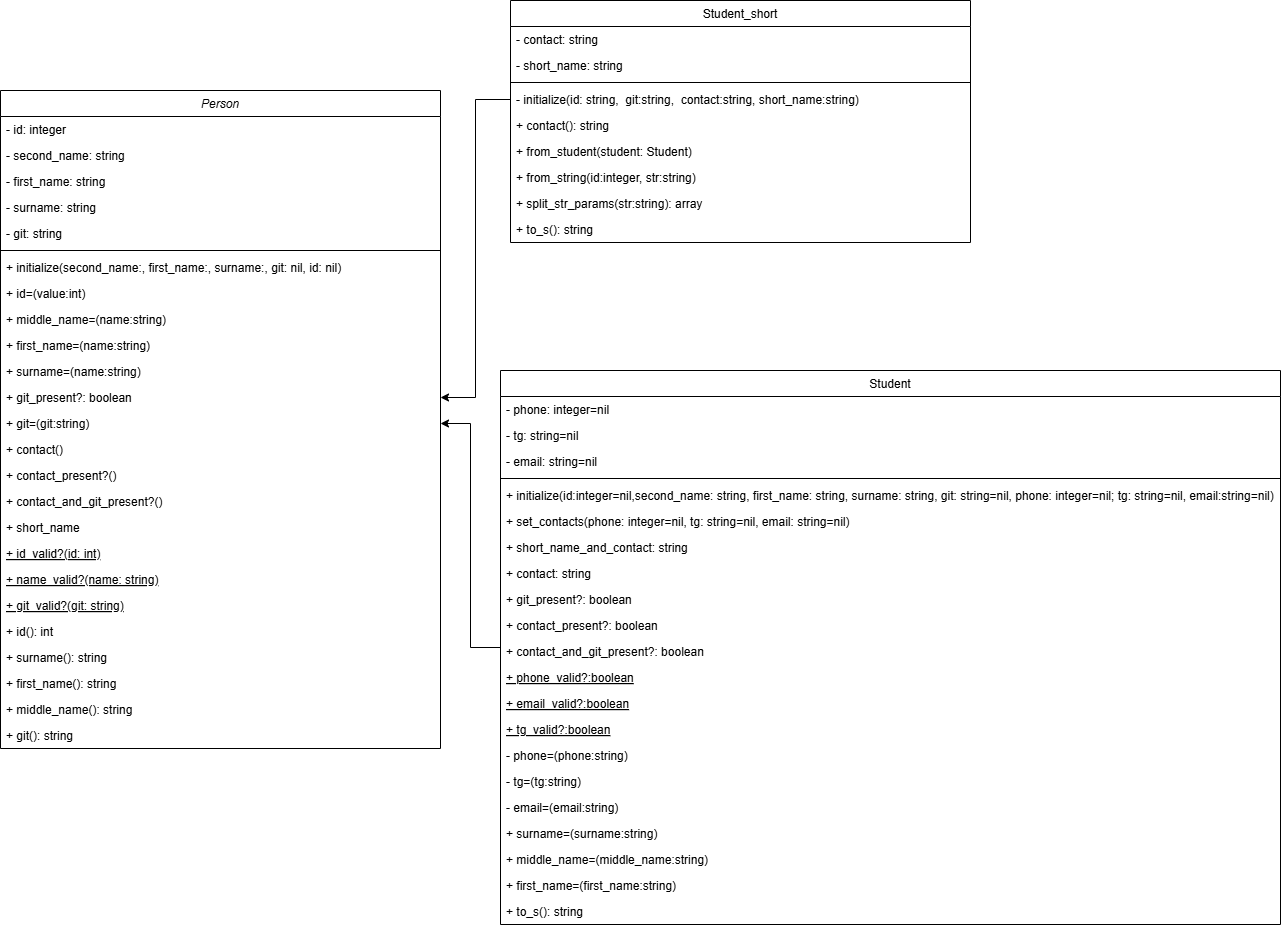 Student_short
- contact: string
- short_name: string
- initialize(id: string,  git:string,  contact:string, short_name:string)
+ contact(): string
+ from_student(student: Student)
+ from_string(id:integer, str:string)
+ split_str_params(str:string): array
+ to_s(): string
Person
- id: integer
- second_name: string
- first_name: string
- surname: string
- git: string
+ initialize(second_name:, first_name:, surname:, git: nil, id: nil)
+ id=(value:int)
+ middle_name=(name:string)
+ first_name=(name:string)
+ surname=(name:string)
+ git_present?: boolean
+ git=(git:string)
+ contact()
+ contact_present?()
+ contact_and_git_present?()
+ short_name
+ id_valid?(id: int)
+ name_valid?(name: string)
+ git_valid?(git: string)
+ id(): int
+ surname(): string
+ first_name(): string
+ middle_name(): string
+ git(): string
Student
- phone: integer=nil
- tg: string=nil
- email: string=nil
+ initialize(id:integer=nil,second_name: string, first_name: string, surname: string, git: string=nil, phone: integer=nil; tg: string=nil, email:string=nil)
+ set_contacts(phone: integer=nil, tg: string=nil, email: string=nil)
+ short_name_and_contact: string
+ contact: string
+ git_present?: boolean
+ contact_present?: boolean
+ contact_and_git_present?: boolean
+ phone_valid?:boolean
+ email_valid?:boolean
+ tg_valid?:boolean
- phone=(phone:string)
- tg=(tg:string)
- email=(email:string)
+ surname=(surname:string)
+ middle_name=(middle_name:string)
+ first_name=(first_name:string)
+ to_s(): string